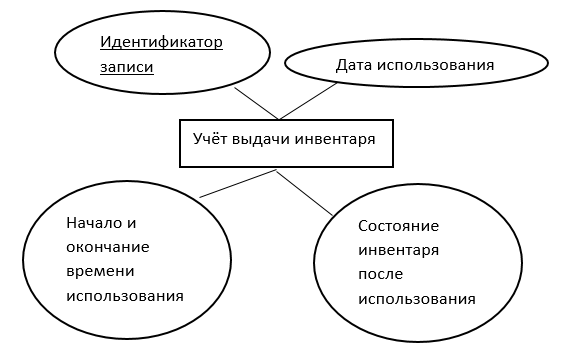 Идентификатор
записи
Дата использования
Учёт выдачи инвентаря
Начало и
окончание
времени
использования
Состояние
инвентаря
после
использования